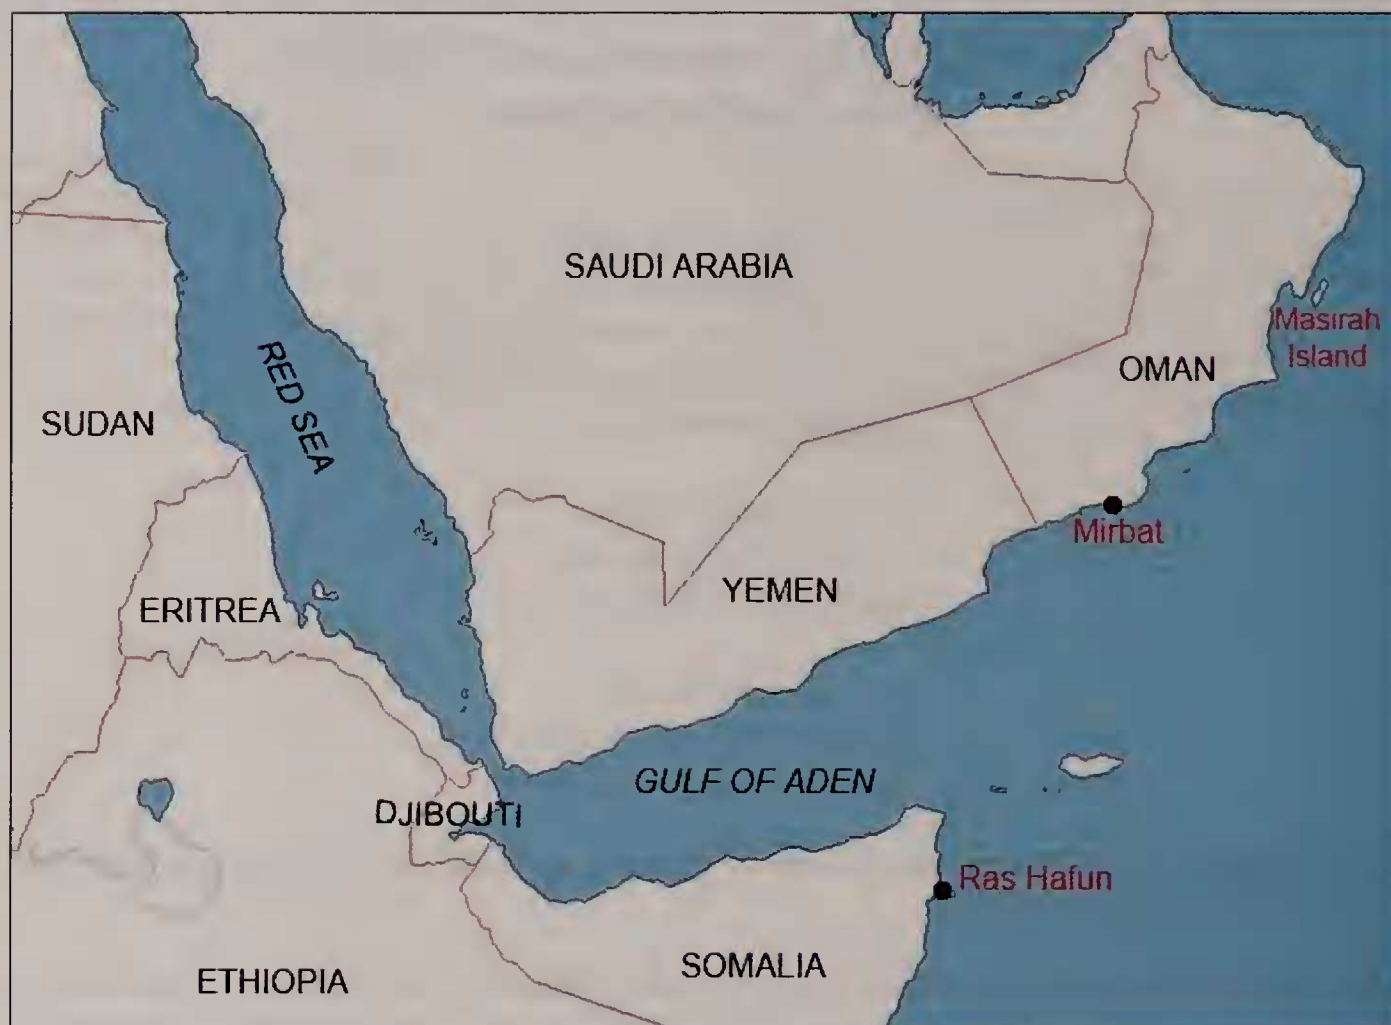 SAUDI ARABIA
Masirah
Island
RED SEA
OMAN
SUDAN
Mirbat
YEMEN
ERITREA
GULF OF ADEN
DJIBOUTI
Ras Hafun
SOMALIA
ETHIOPIA